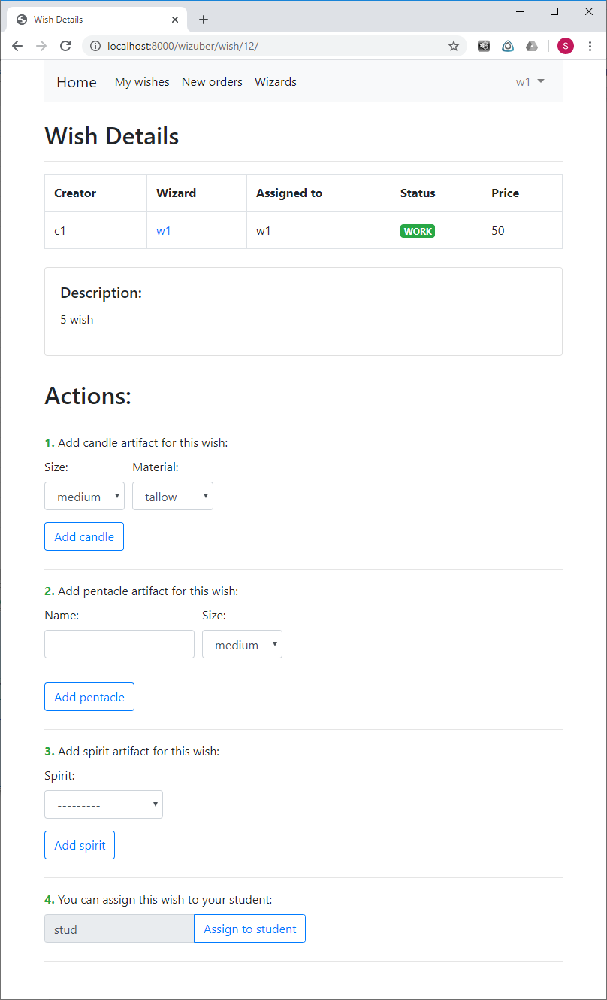 Wish Details
localhost:8000/wizuber/wish/12/
S
Home My wishes New orders Wizards w1
Wish Details
Creator Wizard Assigned to Status Price
c1 w1 w1 WORK 50
Description:
5 wish
Actions:
1. Add candle artifact for this wish:
Size: Material:
medium tallow
Add candle
2. Add pentacle artifact for this wish:
Name: Size:
medium
Add pentacle
3. Add spirit artifact for this wish:
Spirit:
---------
Add spirit
4. You can assign this wish to your student:
stud Assign to student